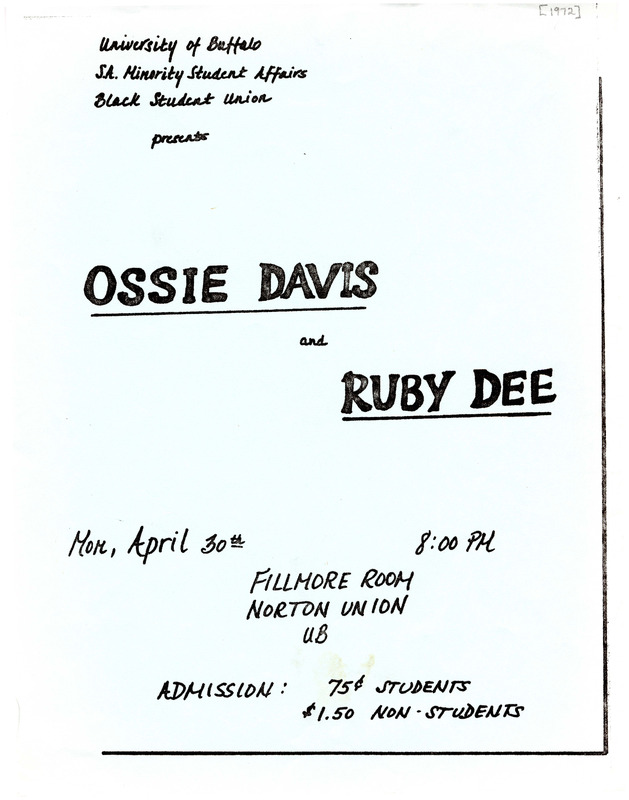 [1972]
University of Buffalo
SA. Minority Student Affairs
Black Student Union
presents
OSSIE DAVIS
and
RUBY DEE
Mon, April 30th 8:00 PM
FILLMORE ROOM
NORTON UNION
UB
ADMISSION: 75¢ STUDENTS
$1.50 NON-STUDENTS